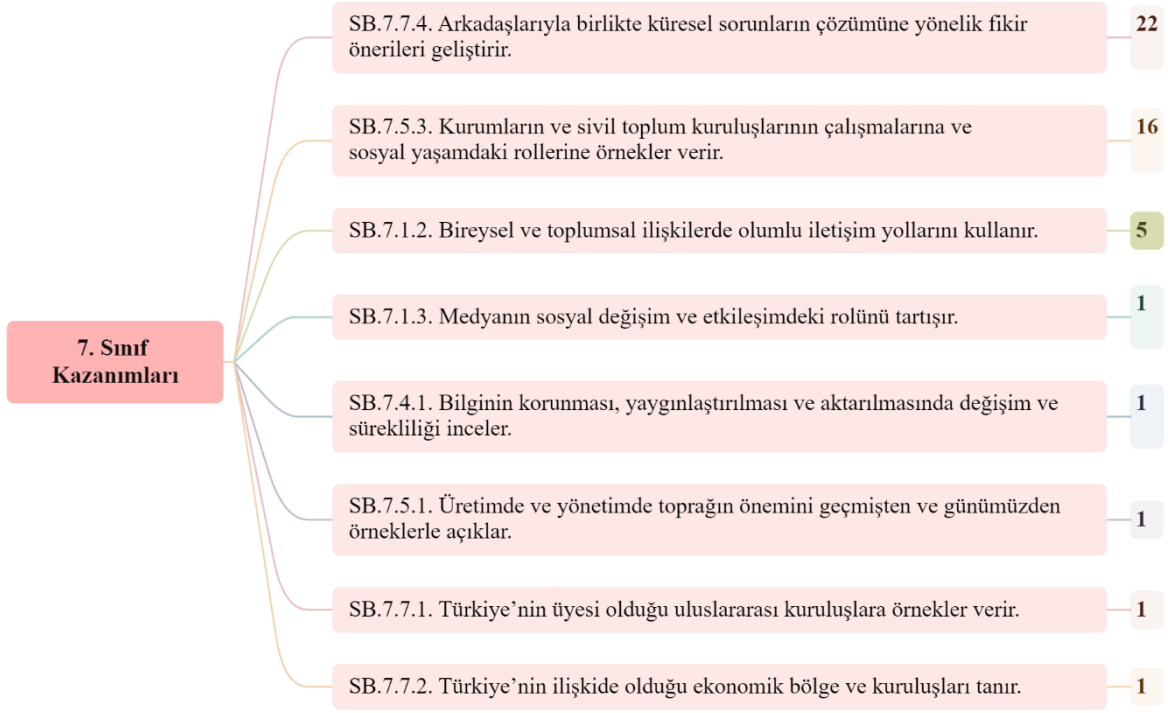 SB.7.7.4. Arkadaşlarıyla birlikte küresel sorunların çözümüne yönelik fikir
önerileri geliştirir.
22
SB.7.5.3. Kurumların ve sivil toplum kuruluşlarının çalışmalarına ve
sosyal yaşamdaki rollerine örnekler verir.
16
SB.7.1.2. Bireysel ve toplumsal ilişkilerde olumlu iletişim yollarını kullanır.
5
SB.7.1.3. Medyanın sosyal değişim ve etkileşimdeki rolünü tartışır.
1
7. Sınıf
Kazanımları
SB.7.4.1. Bilginin korunması, yaygınlaştırılması ve aktarılmasında değişim ve
sürekliliği inceler.
1
SB.7.5.1. Üretimde ve yönetimde toprağın önemini geçmişten ve günümüzden
örneklerle açıklar.
1
SB.7.7.1. Türkiye’nin üyesi olduğu uluslararası kuruluşlara örnekler verir.
1
SB.7.7.2. Türkiye’nin ilişkide olduğu ekonomik bölge ve kuruluşları tanır.
1